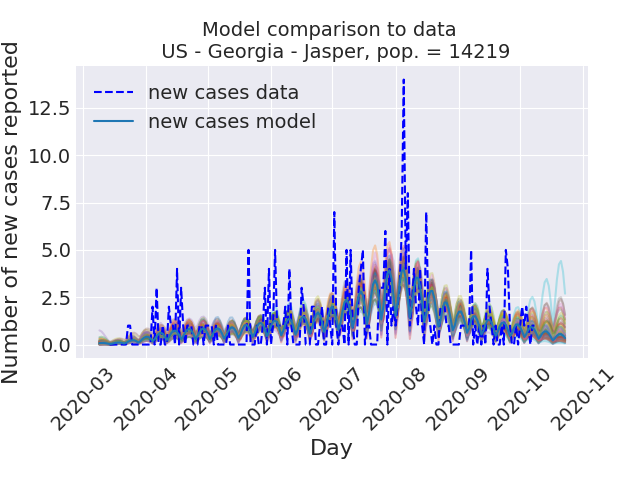 Model comparison to data
US - Georgia - Jasper, pop. = 14219
new cases data
new cases model
Number of new cases reported
12.5
10.0
7.5
5.0
2.5
0.0
2020-03
2020-04
2020-05
2020-06
2020-07
2020-08
2020-09
2020-10
2020-11
Day